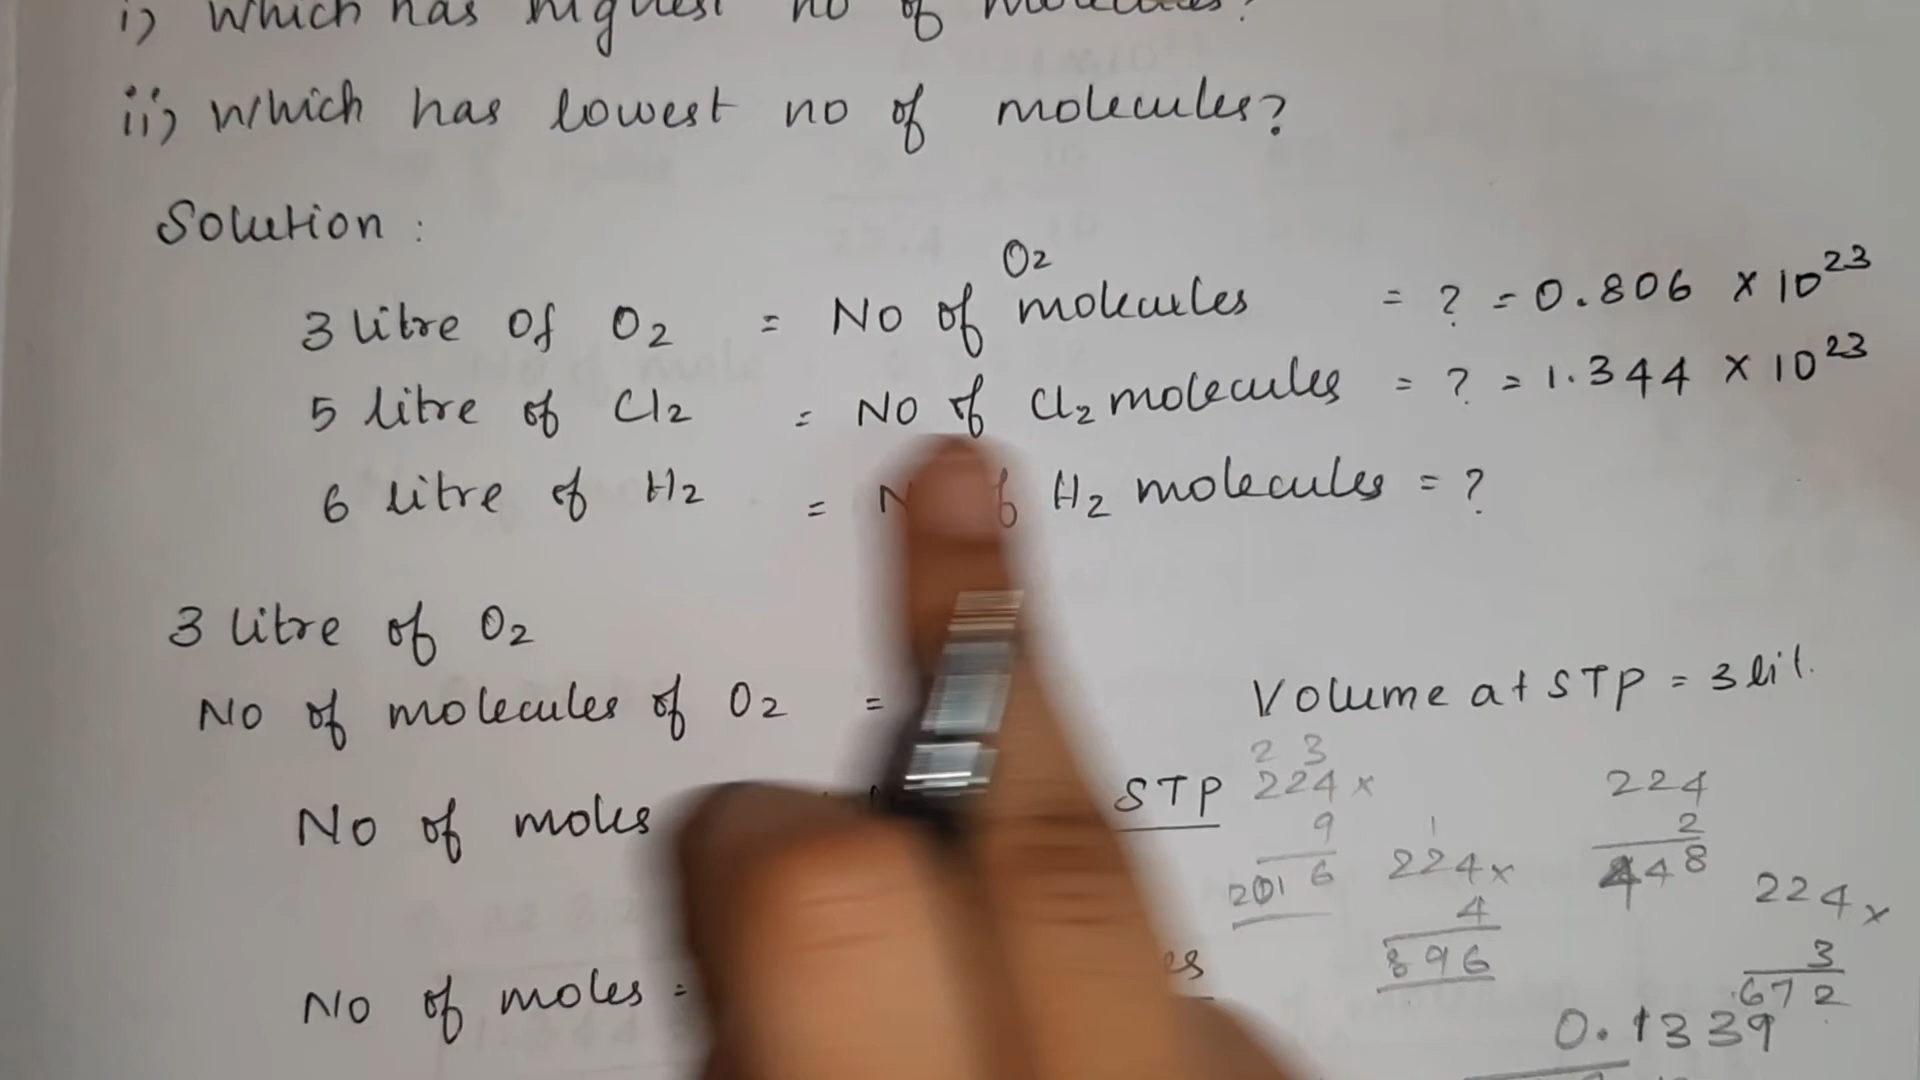 i) Which has highest no of molecules?
ii) Which has lowest no of molecules?
Solution :
3 litre of O2 = No of O2 molecules = ? = 0.806 × 10^23
5 litre of Cl2 = No of Cl2 molecules = ? = 1.344 × 10^23
6 litre of H2 = H2 molecules = ?
3 litre of O2
No of molecules of O2 =
Volume at STP = 3 lit.
No of moles
STP
2 3
224 ×
9
2016
1
224 ×
4
896
224
2
448
224 ×
3
672
No of moles =
0.1339